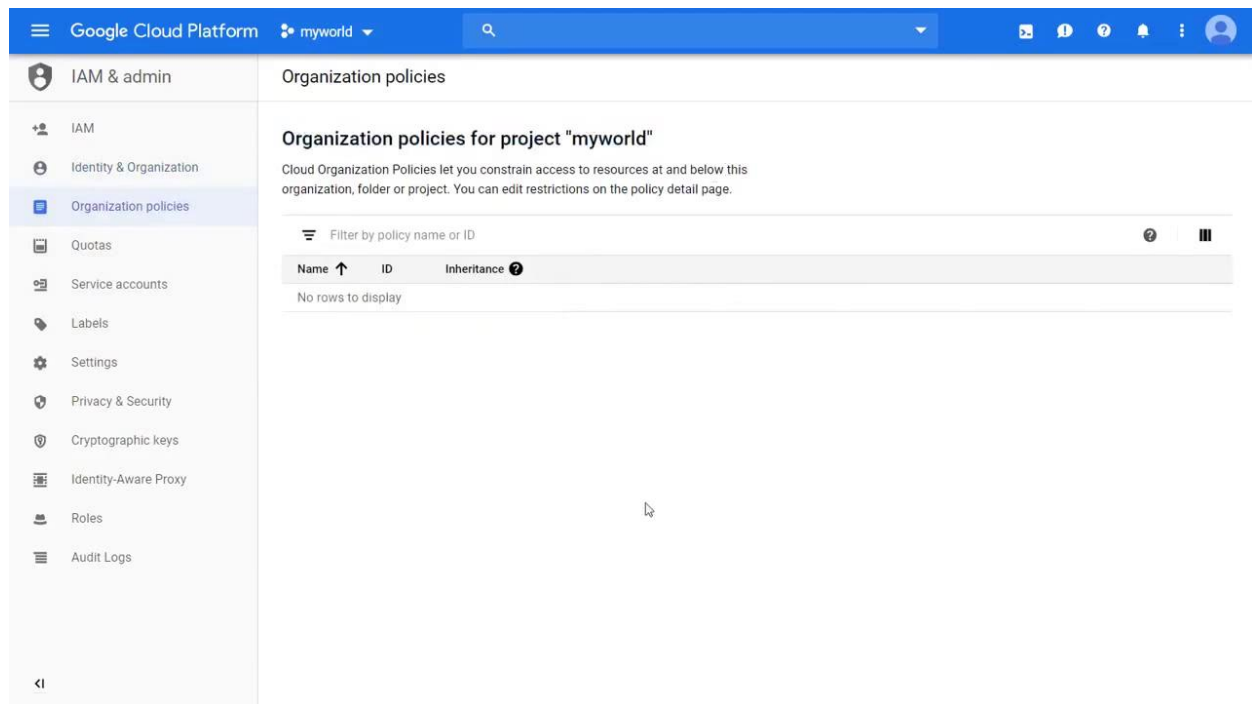 Google Cloud Platform
myworld
IAM & admin
Organization policies
IAM
Identity & Organization
Organization policies
Quotas
Service accounts
Labels
Settings
Privacy & Security
Cryptographic keys
Identity-Aware Proxy
Roles
Audit Logs
Organization policies for project "myworld"
Cloud Organization Policies let you constrain access to resources at and below this
organization, folder or project. You can edit restrictions on the policy detail page.
Filter by policy name or ID
Name ID Inheritance
No rows to display